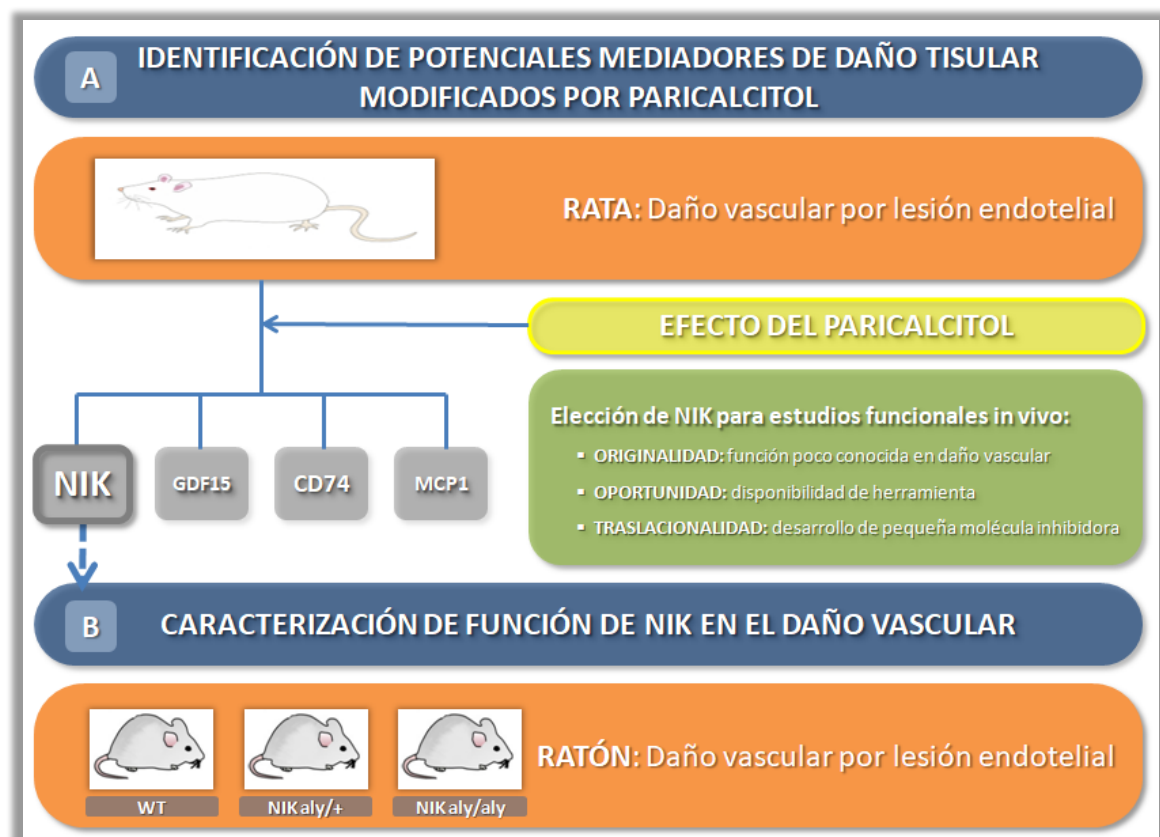 A
IDENTIFICACIÓN DE POTENCIALES MEDIADORES DE DAÑO TISULAR
MODIFICADOS POR PARICALCITOL
RATA: Daño vascular por lesión endotelial
EFECTO DEL PARICALCITOL
Elección de NIK para estudios funcionales in vivo:
▪ ORIGINALIDAD: función poco conocida en daño vascular
▪ OPORTUNIDAD: disponibilidad de herramienta
▪ TRASLACIONALIDAD: desarrollo de pequeña molécula inhibidora
NIK
GDF15
CD74
MCP1
B
CARACTERIZACIÓN DE FUNCIÓN DE NIK EN EL DAÑO VASCULAR
RATÓN: Daño vascular por lesión endotelial
WT
NIKaly/+
NIKaly/aly